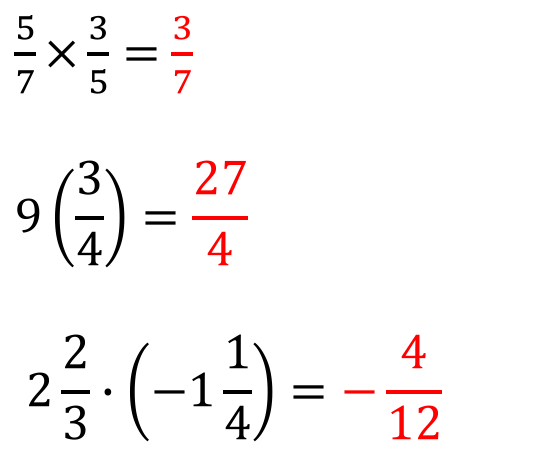 5/7 × 3/5 = 3/7
9(3/4) = 27/4
2 2/3 · (−1 1/4) = − 4/12